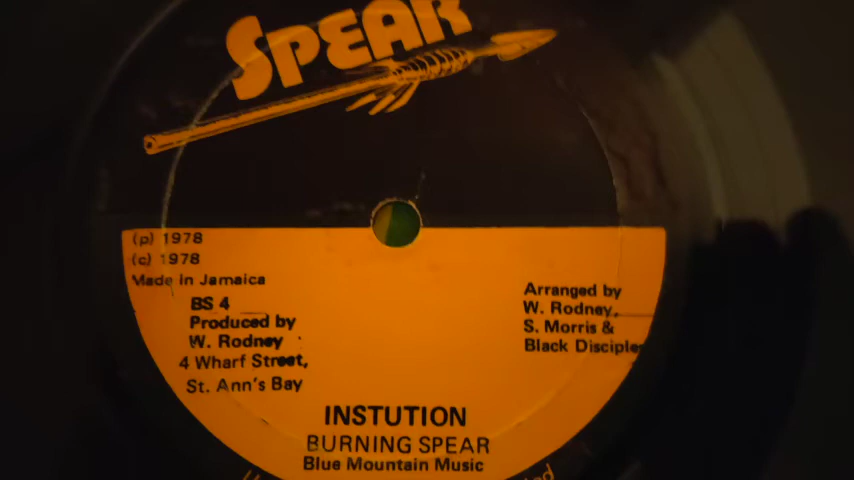 SPEAR
(p) 1978
(c) 1978
Made in Jamaica
BS 4
Produced by
W. Rodney
4 Wharf Street,
St. Ann's Bay
Arranged by
W. Rodney,
S. Morris &
Black Disciples
INSTUTION
BURNING SPEAR
Blue Mountain Music